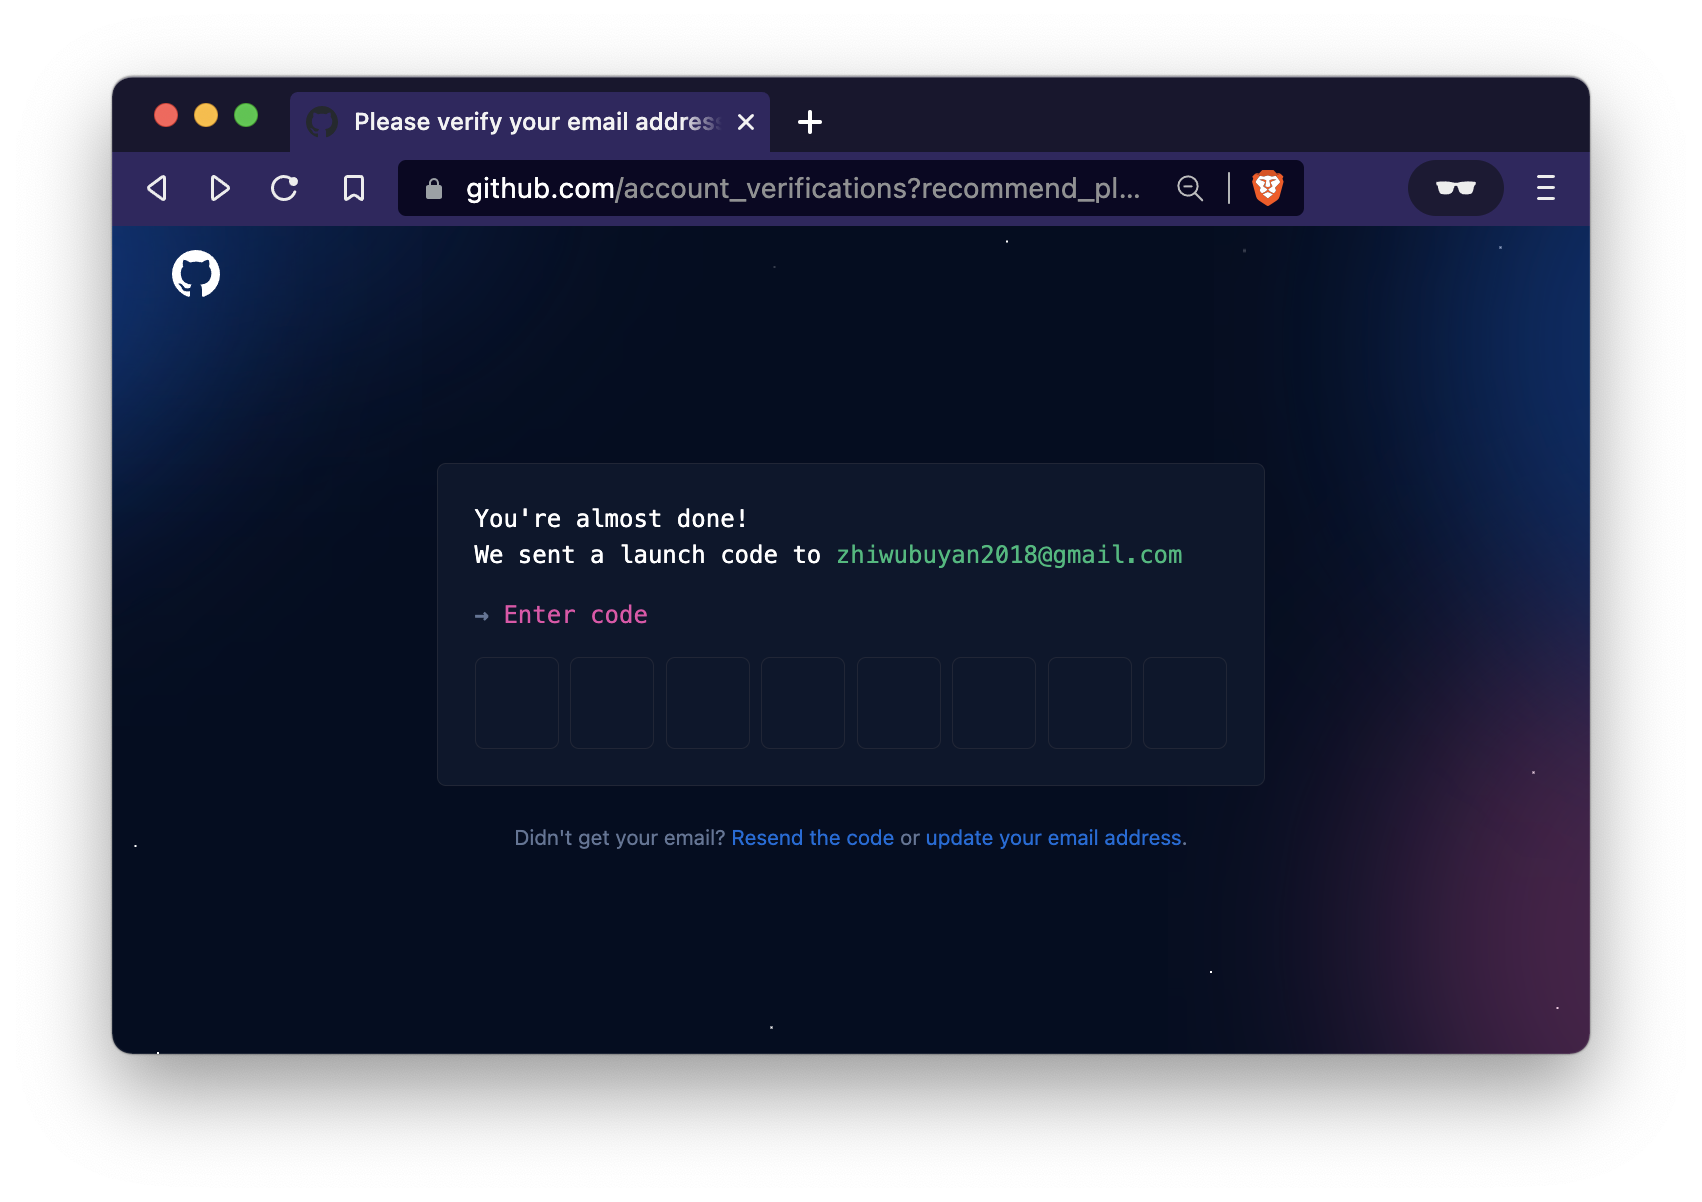 Please verify your email address
github.com/account_verifications?recommend_pl...
You're almost done!
We sent a launch code to zhiwubuyan2018@gmail.com
→ Enter code
Didn't get your email? Resend the code or update your email address.